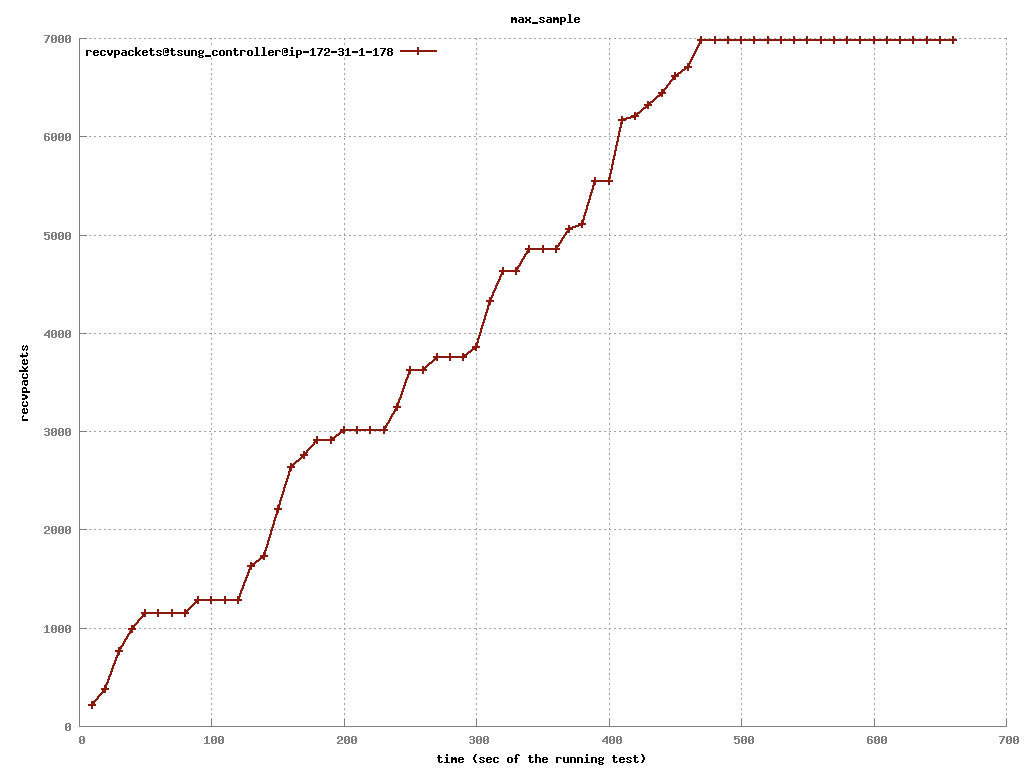 max_sample
7000
recvpackets@tsung_controller@ip-172-31-1-178
6000
5000
4000
recvpackets
3000
2000
1000
0
0 100 200 300 400 500 600 700
time (sec of the running test)